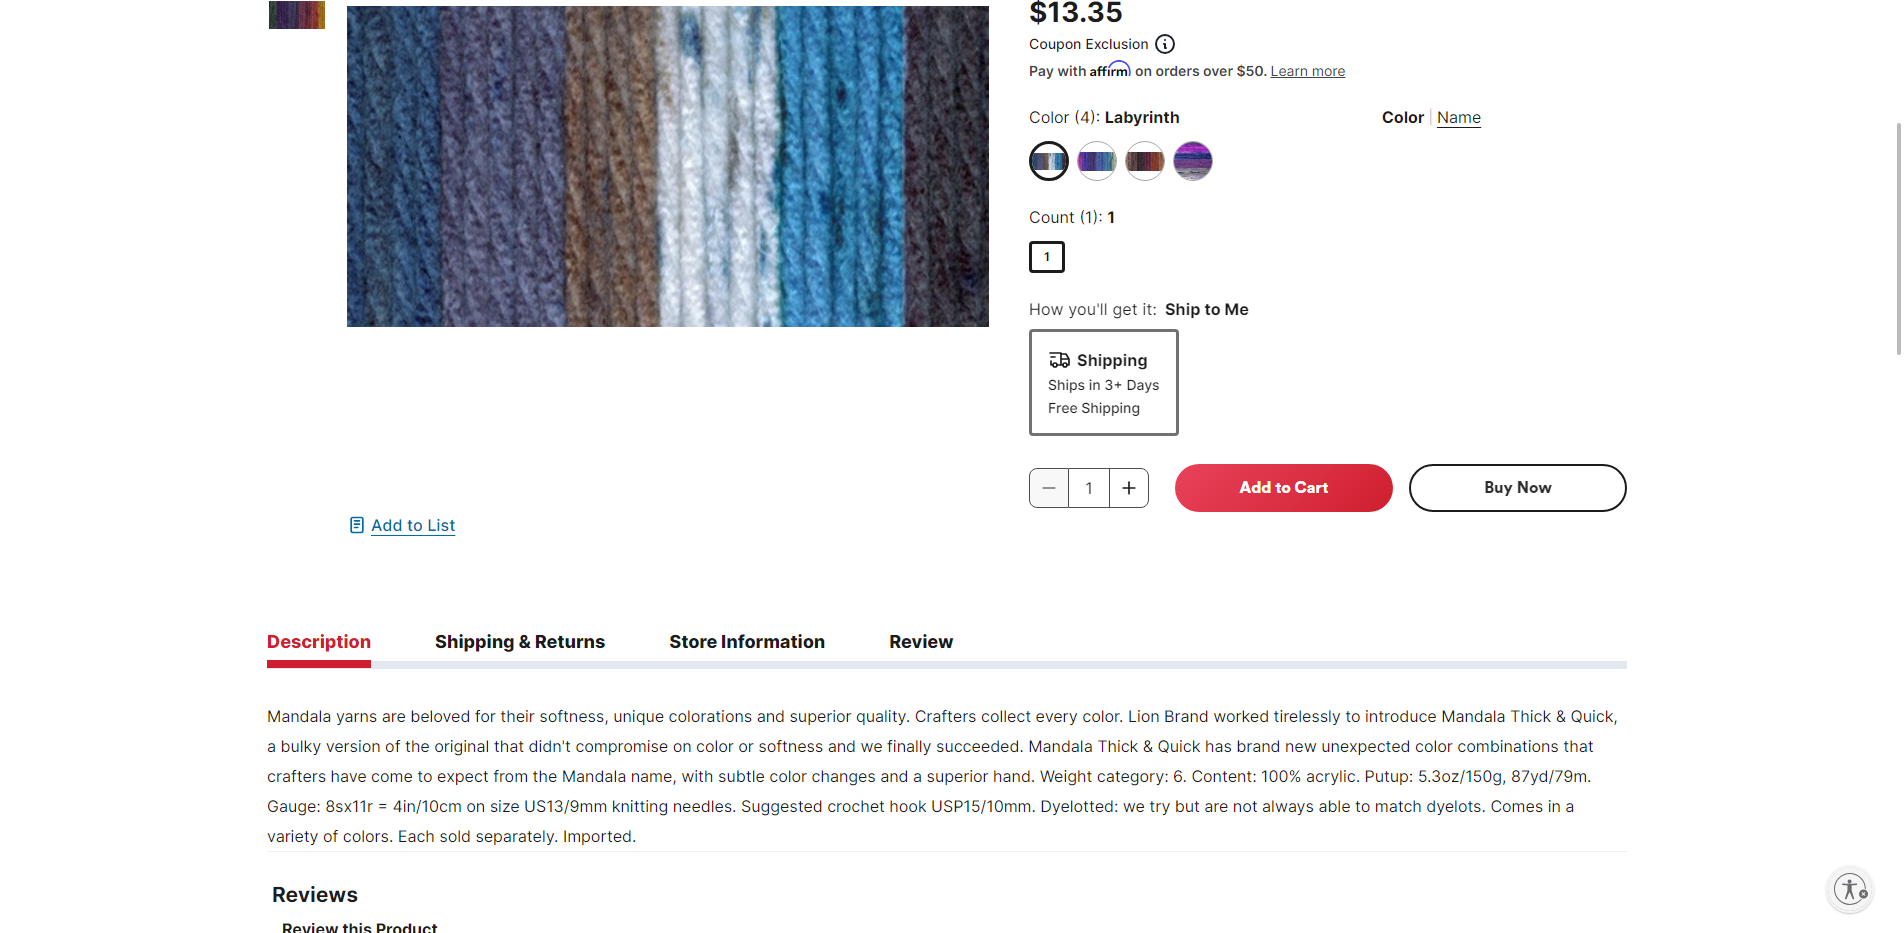 $13.35
Coupon Exclusion
Pay with affirm on orders over $50. Learn more
Color (4): Labyrinth
Color | Name
Count (1): 1
1
How you'll get it: Ship to Me
Shipping
Ships in 3+ Days
Free Shipping
1
Add to Cart
Buy Now
Add to List
Description
Shipping & Returns
Store Information
Review
Mandala yarns are beloved for their softness, unique colorations and superior quality. Crafters collect every color. Lion Brand worked tirelessly to introduce Mandala Thick & Quick,
a bulky version of the original that didn't compromise on color or softness and we finally succeeded. Mandala Thick & Quick has brand new unexpected color combinations that
crafters have come to expect from the Mandala name, with subtle color changes and a superior hand. Weight category: 6. Content: 100% acrylic. Putup: 5.3oz/150g, 87yd/79m.
Gauge: 8sx11r = 4in/10cm on size US13/9mm knitting needles. Suggested crochet hook USP15/10mm. Dyelotted: we try but are not always able to match dyelots. Comes in a
variety of colors. Each sold separately. Imported.
Reviews
Review this Product